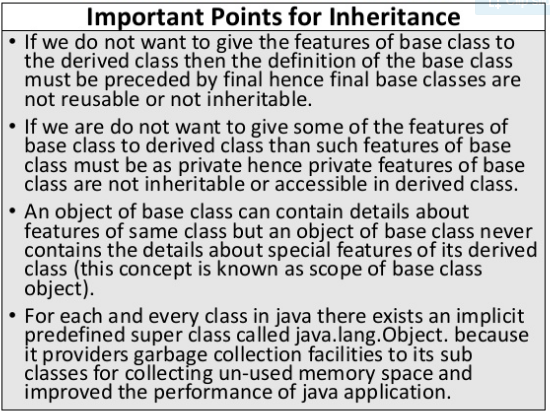 Important Points for Inheritance
• If we do not want to give the features of base class to
the derived class then the definition of the base class
must be preceded by final hence final base classes are
not reusable or not inheritable.
• If we are do not want to give some of the features of
base class to derived class than such features of base
class must be as private hence private features of base
class are not inheritable or accessible in derived class.
• An object of base class can contain details about
features of same class but an object of base class never
contains the details about special features of its derived
class (this concept is known as scope of base class
object).
• For each and every class in java there exists an implicit
predefined super class called java.lang.Object. because
it providers garbage collection facilities to its sub
classes for collecting un-used memory space and
improved the performance of java application.